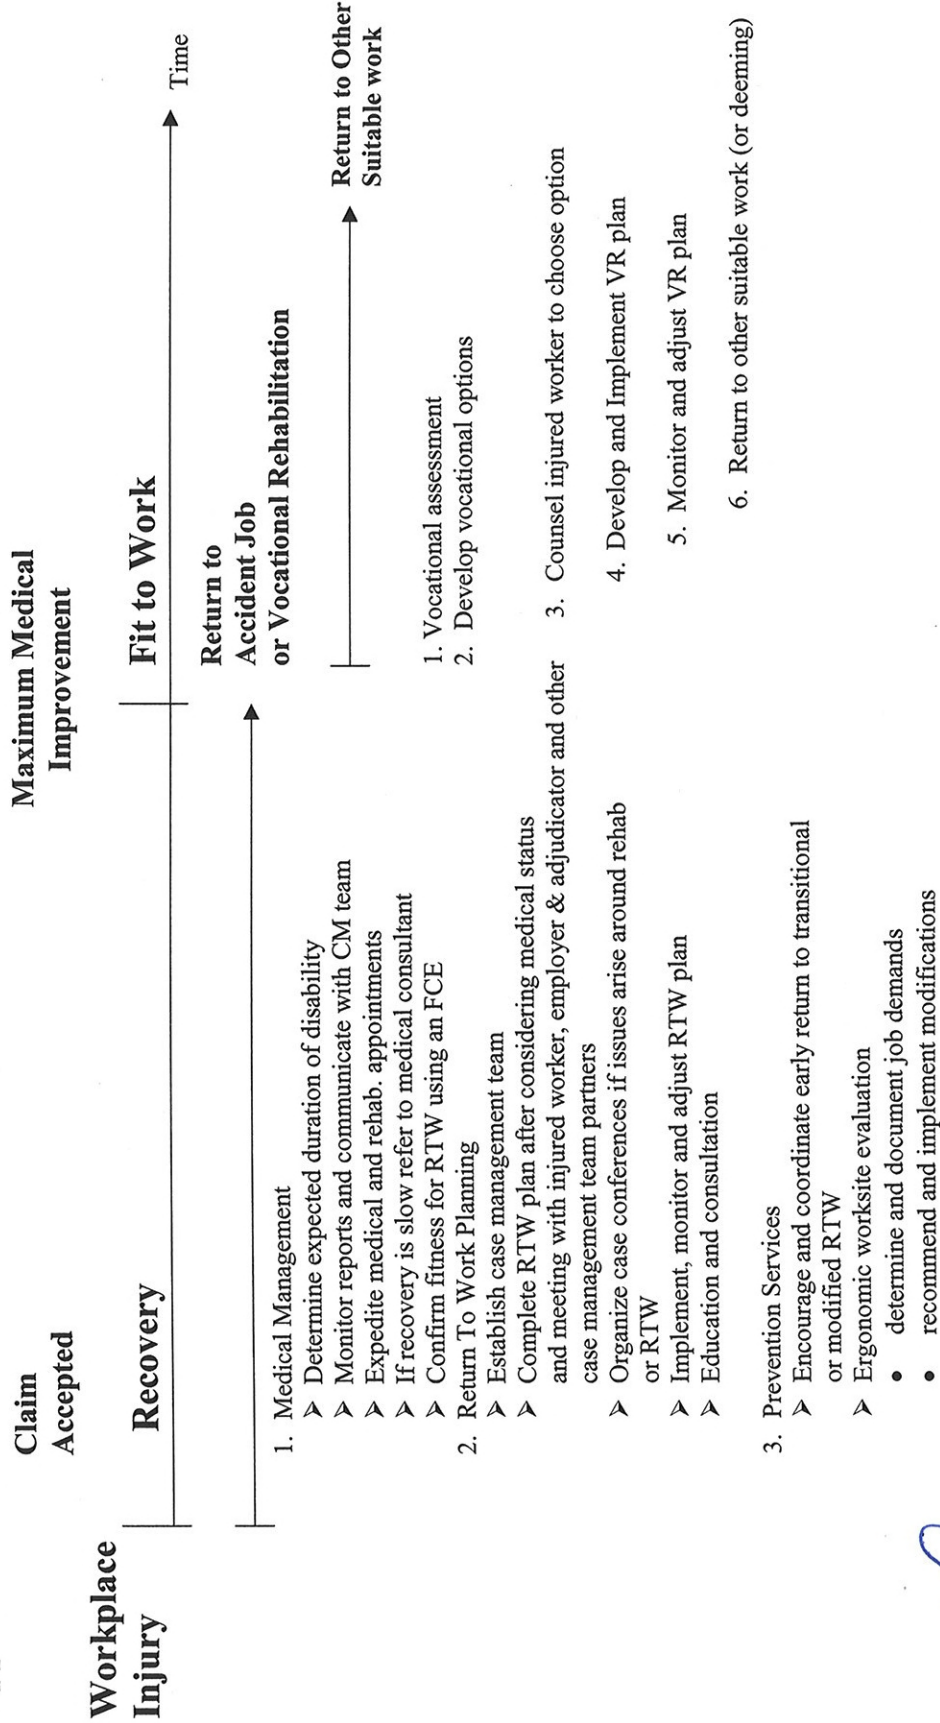 Claim
Accepted
Maximum Medical
Improvement
Workplace
Injury
Recovery
Fit to Work
Time
Return to
Accident Job
or Vocational Rehabilitation
Return to Other
Suitable work
1. Medical Management
➤ Determine expected duration of disability
➤ Monitor reports and communicate with CM team
➤ Expedite medical and rehab. appointments
➤ If recovery is slow refer to medical consultant
➤ Confirm fitness for RTW using an FCE
2. Return To Work Planning
➤ Establish case management team
➤ Complete RTW plan after considering medical status
and meeting with injured worker, employer & adjudicator and other
case management team partners
➤ Organize case conferences if issues arise around rehab
or RTW
➤ Implement, monitor and adjust RTW plan
➤ Education and consultation
3. Prevention Services
➤ Encourage and coordinate early return to transitional
or modified RTW
➤ Ergonomic worksite evaluation
• determine and document job demands
• recommend and implement modifications
1. Vocational assessment
2. Develop vocational options
3. Counsel injured worker to choose option
4. Develop and Implement VR plan
5. Monitor and adjust VR plan
6. Return to other suitable work (or deeming)